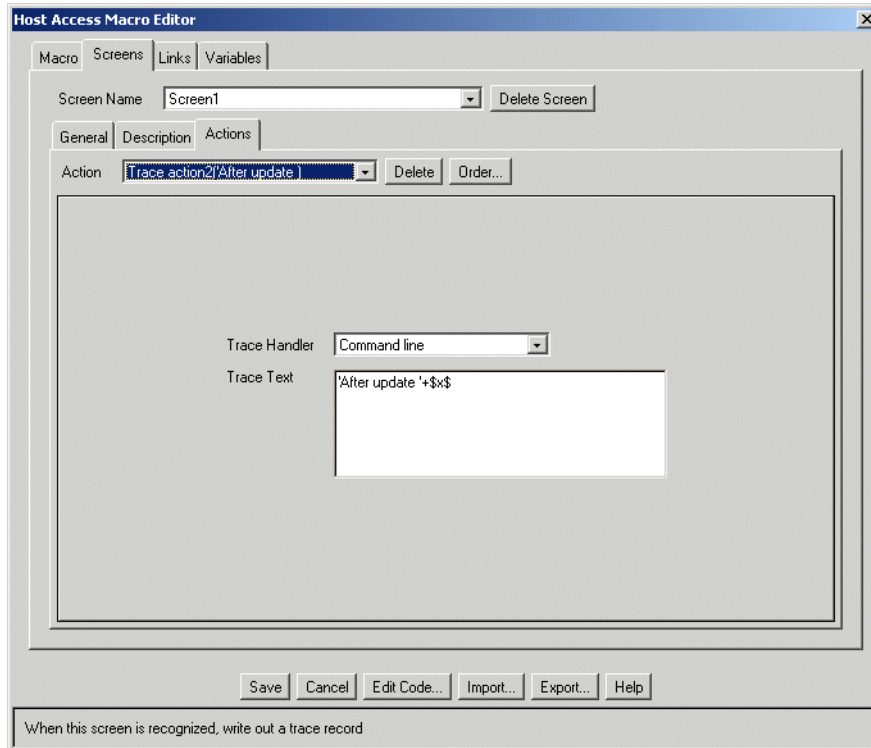 Host Access Macro Editor
Macro Screens Links Variables
Screen Name Screen1 Delete Screen
General Description Actions
Action Trace action2('After update ) Delete Order...
Trace Handler Command line
Trace Text 'After update '+$x$
Save Cancel Edit Code... Import... Export... Help
When this screen is recognized, write out a trace record